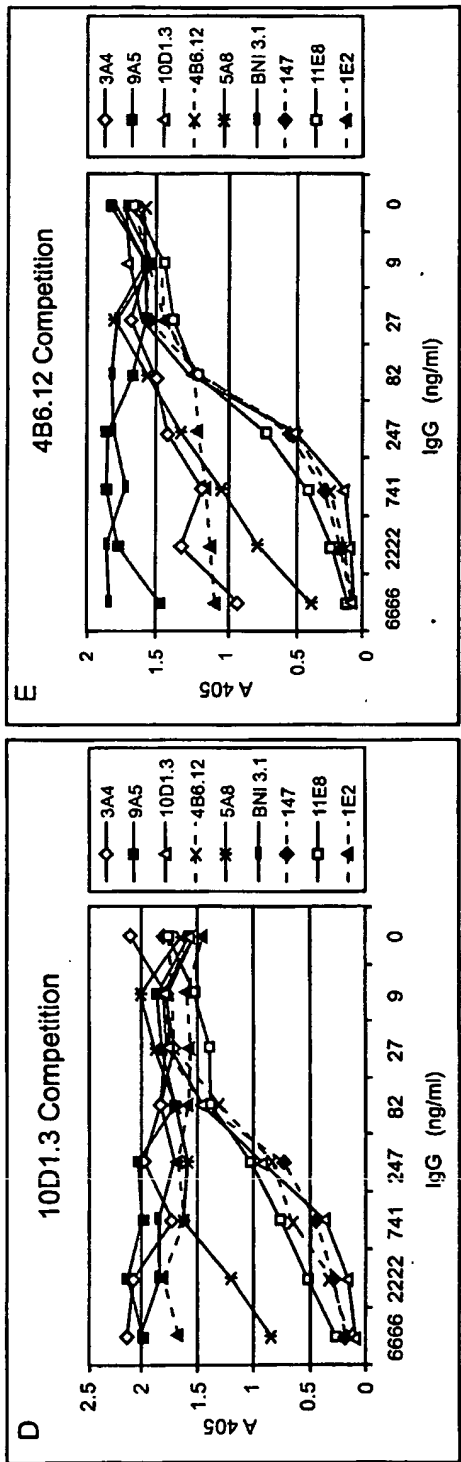 D
10D1.3 Competition
A 405
2.5
2
1.5
1
0.5
0
6666
2222
741
247
82
27
9
0
IgG (ng/ml)
3A4
9A5
10D1.3
4B6.12
5A8
BNI 3.1
147
11E8
1E2
E
4B6.12 Competition
A 405
2
1.5
1
0.5
0
6666
2222
741
247
82
27
9
0
IgG (ng/ml)
3A4
9A5
10D1.3
4B6.12
5A8
BNI 3.1
147
11E8
1E2